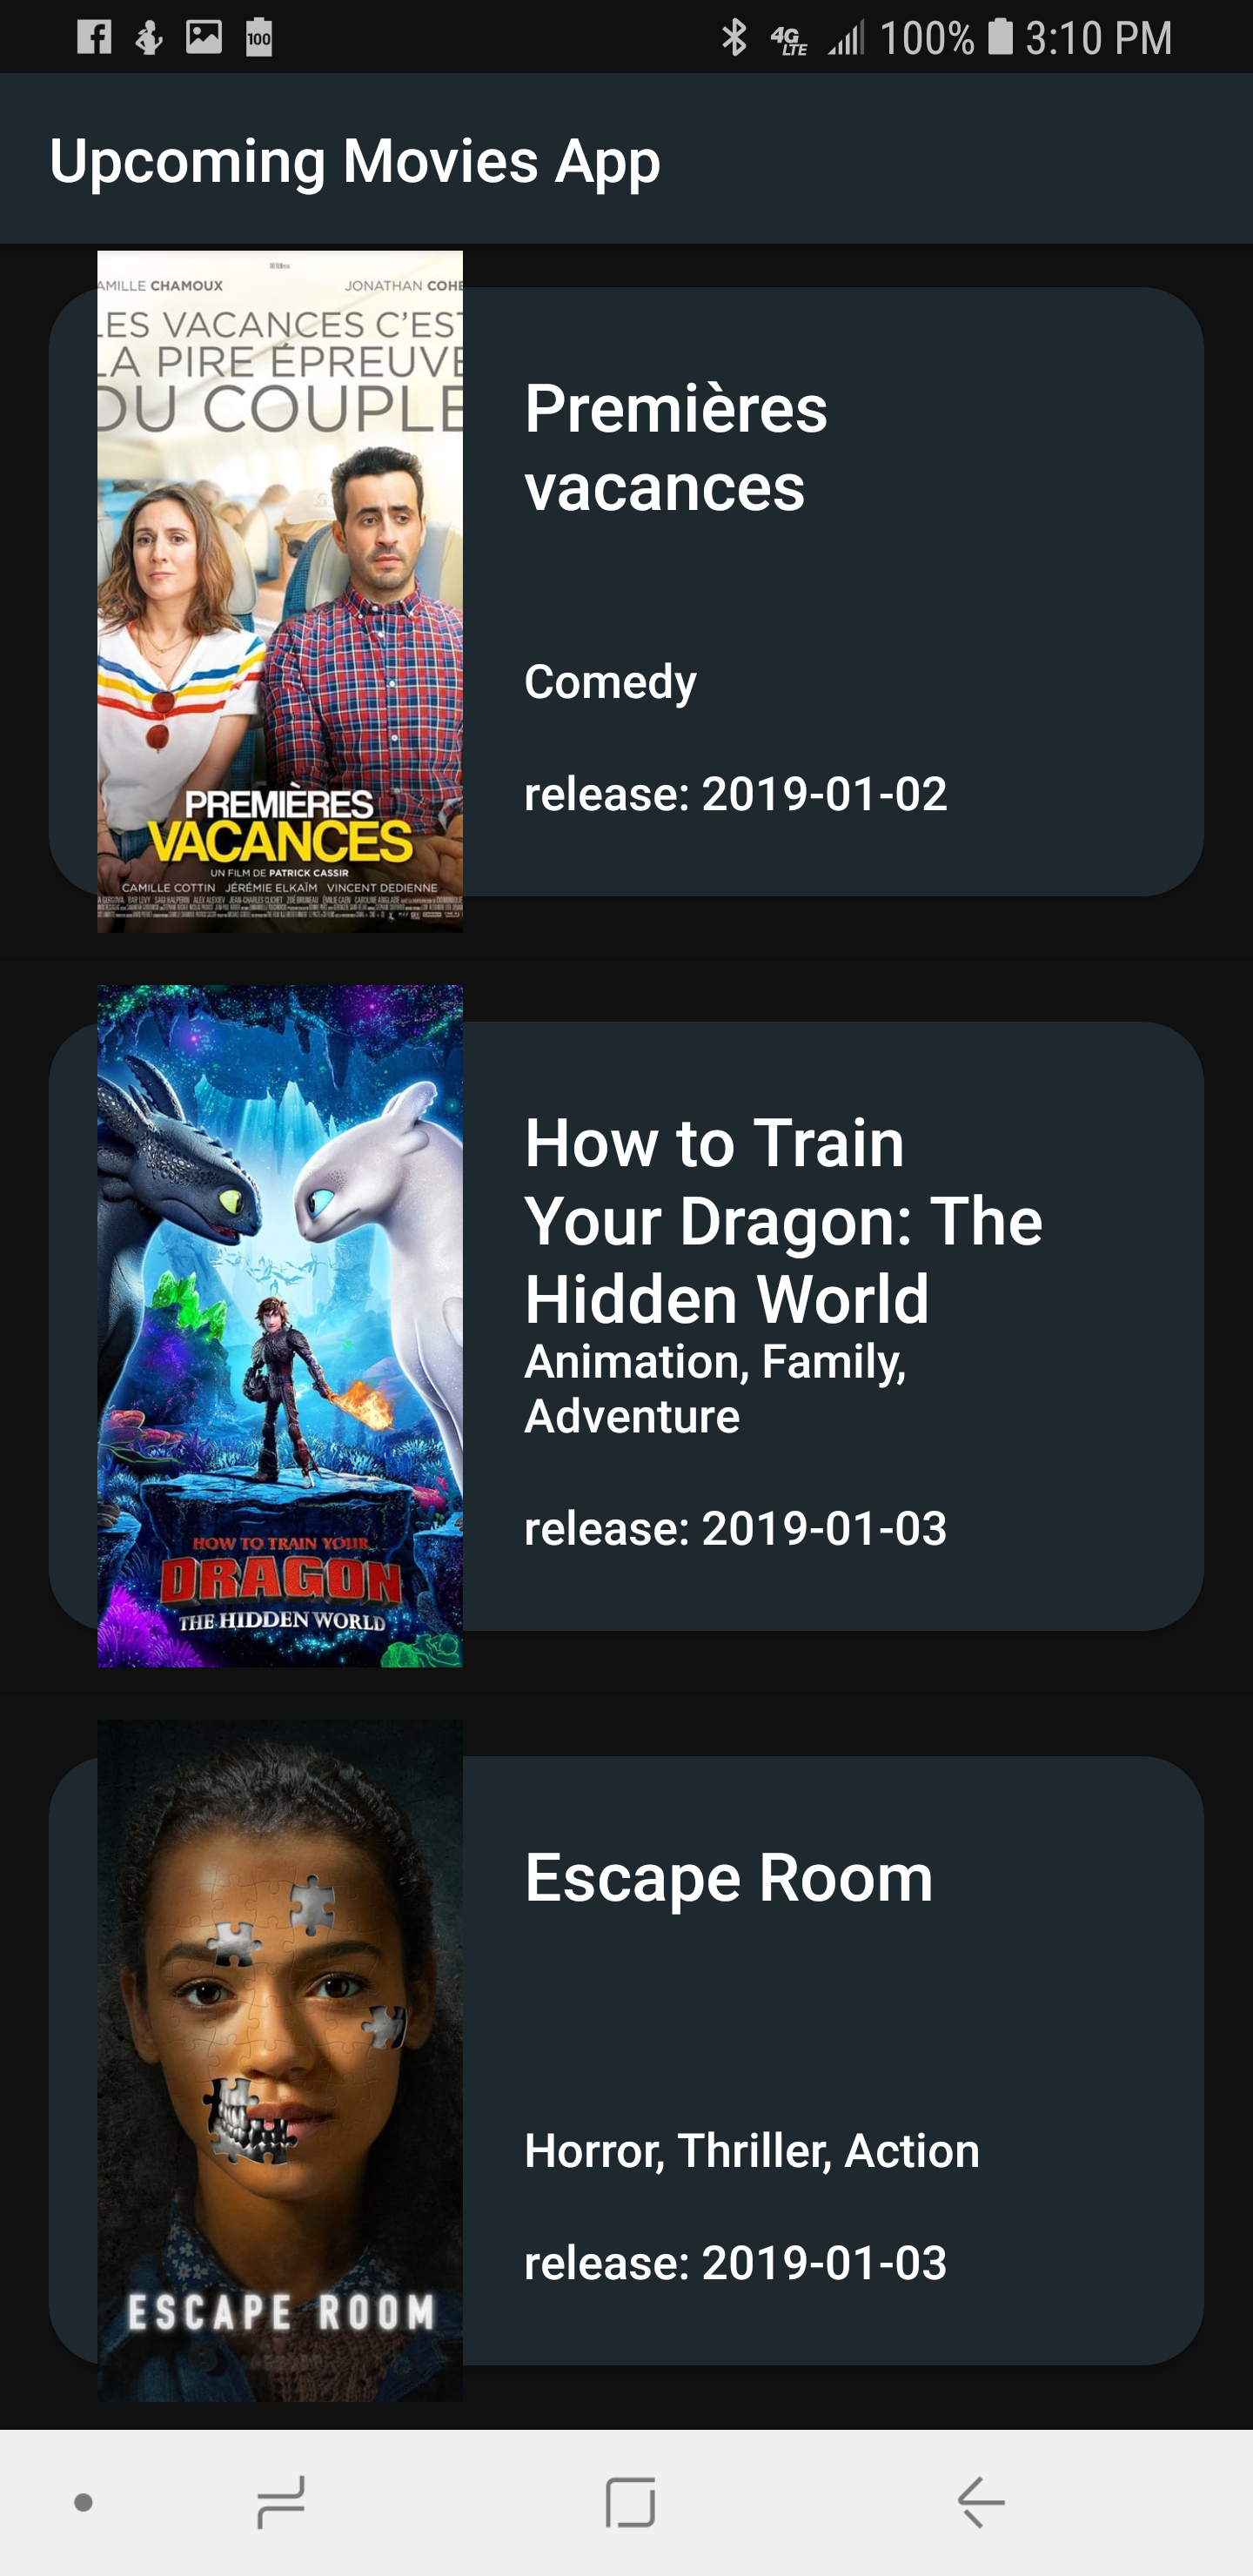 100
4G
LTE
100%
3:10 PM
Upcoming Movies App
AMILLE CHAMOUX
JONATHAN COHE
LES VACANCES C'EST
LA PIRE ÉPREUVE
DU COUPLE
PREMIÈRES
VACANCES
UN FILM DE PATRICK CASSIR
CAMILLE COTTIN JÉRÉMIE ELKAÏM VINCENT DEDIENNE
Premières
vacances
Comedy
release: 2019-01-02
HOW TO TRAIN YOUR
DRAGON
THE HIDDEN WORLD
How to Train
Your Dragon: The
Hidden World
Animation, Family,
Adventure
release: 2019-01-03
ESCAPE ROOM
Escape Room
Horror, Thriller, Action
release: 2019-01-03